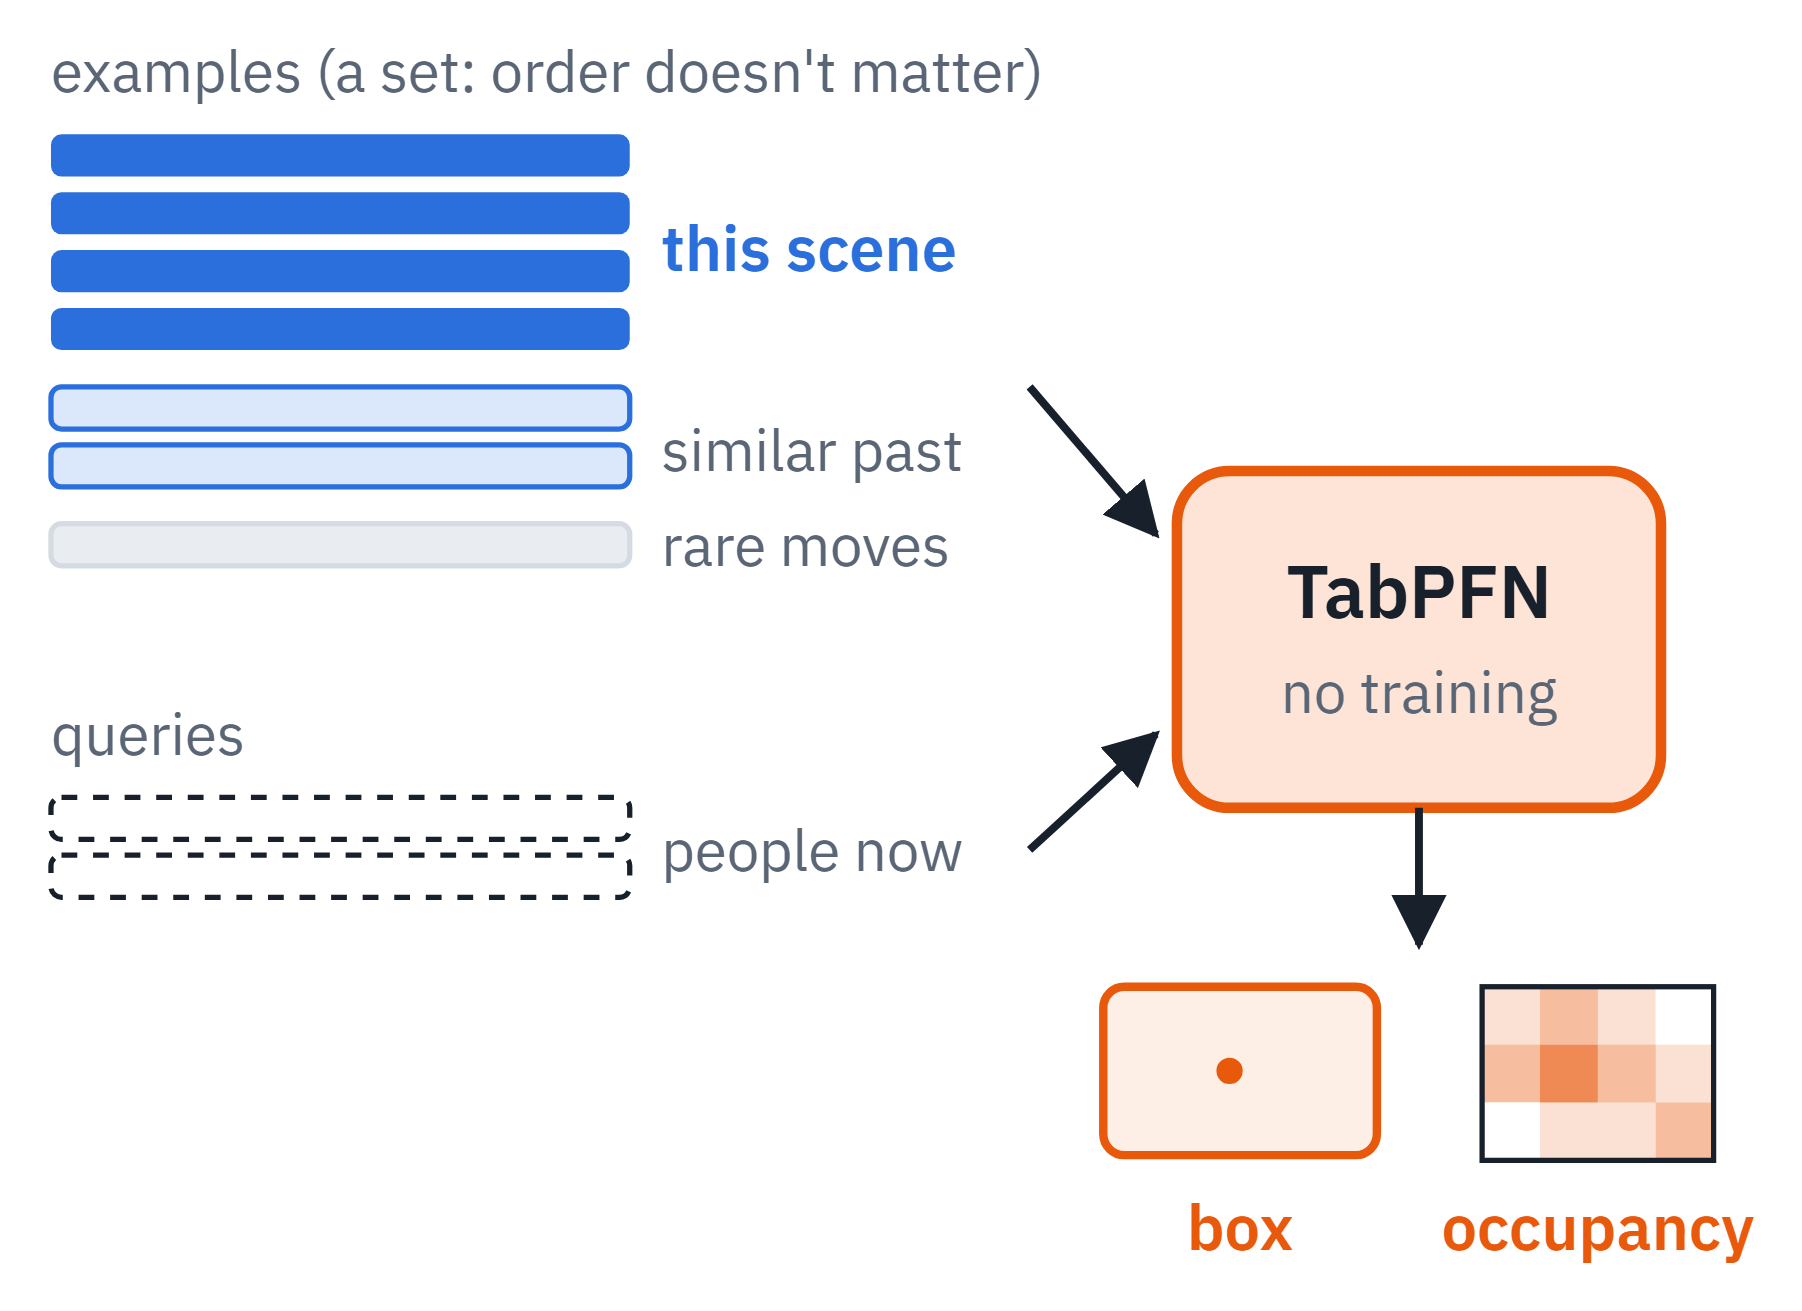 examples (a set: order doesn't matter)
this scene
similar past
rare moves
TabPFN
no training
queries
people now
box
occupancy